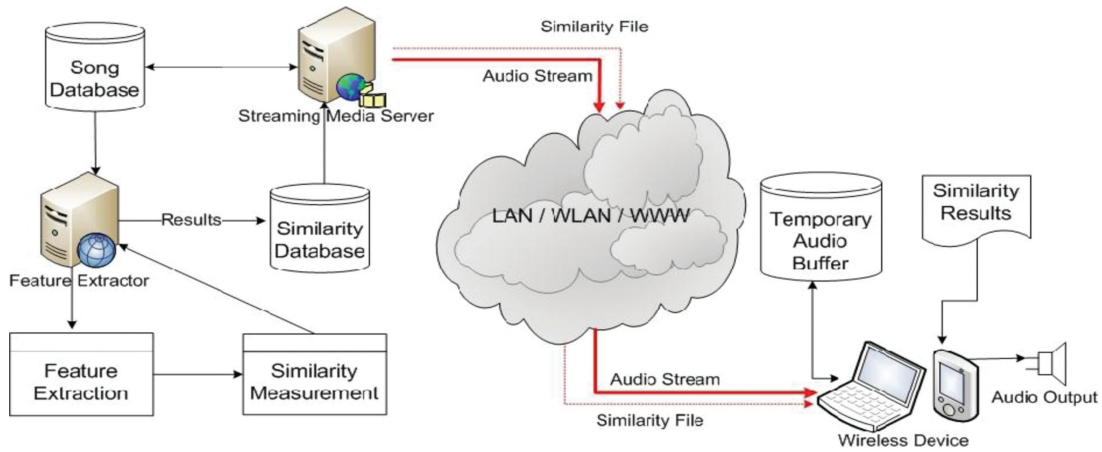 Similarity File
Song
Database
Audio Stream
Streaming Media Server
Results
Similarity
Database
Feature Extractor
Feature
Extraction
Similarity
Measurement
LAN / WLAN / WWW
Temporary
Audio
Buffer
Similarity
Results
Audio Stream
Similarity File
Wireless Device
Audio Output